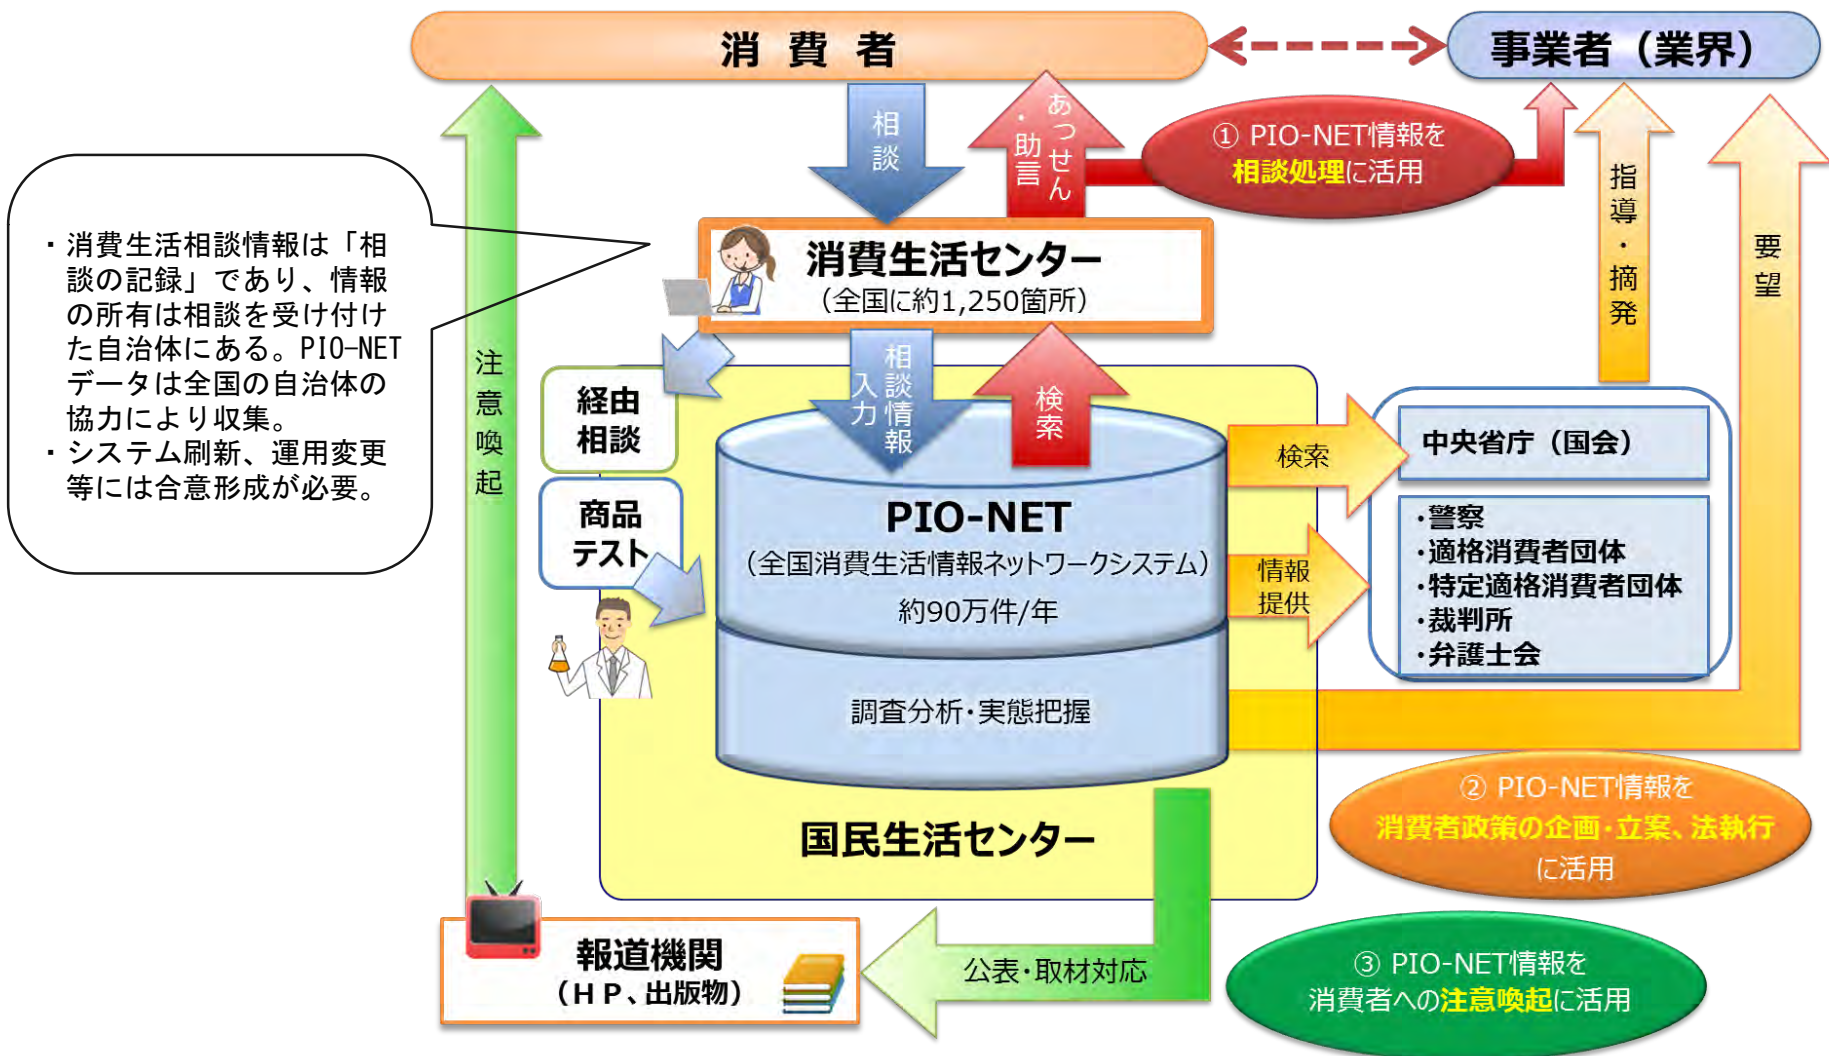 消費者
事業者（業界）
相談
あっせん
・助言
① PIO-NET情報を
相談処理に活用
指導・摘発
要望
・消費生活相談情報は「相
談の記録」であり、情報
の所有は相談を受け付け
た自治体にある。PIO-NET
データは全国の自治体の
協力により収集。
・システム刷新、運用変更
等には合意形成が必要。
消費生活センター
（全国に約1,250箇所）
注意喚起
経由
相談
相談情報
入力
検索
商品
テスト
PIO-NET
（全国消費生活情報ネットワークシステム）
約90万件/年
調査分析・実態把握
検索
情報
提供
中央省庁（国会）
・警察
・適格消費者団体
・特定適格消費者団体
・裁判所
・弁護士会
国民生活センター
② PIO-NET情報を
消費者政策の企画・立案、法執行
に活用
報道機関
（ＨＰ、出版物）
公表・取材対応
③ PIO-NET情報を
消費者への注意喚起に活用